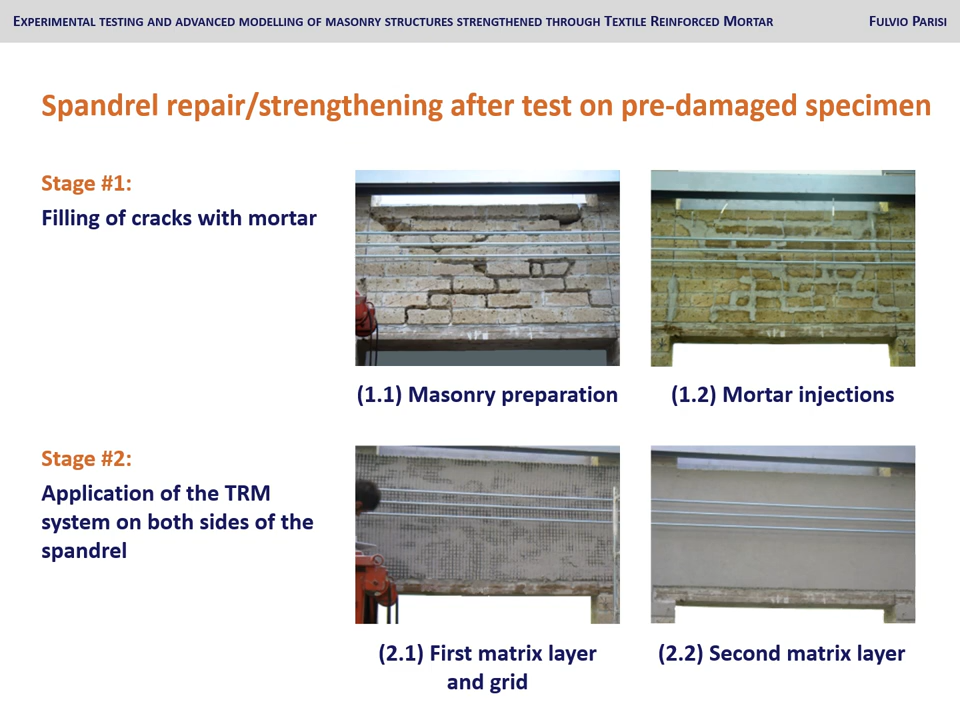 Experimental testing and advanced modelling of masonry structures strengthened through Textile Reinforced Mortar
Fulvio Parisi
Spandrel repair/strengthening after test on pre-damaged specimen
Stage #1:
Filling of cracks with mortar
(1.1) Masonry preparation
(1.2) Mortar injections
Stage #2:
Application of the TRM
system on both sides of the
spandrel
(2.1) First matrix layer
and grid
(2.2) Second matrix layer